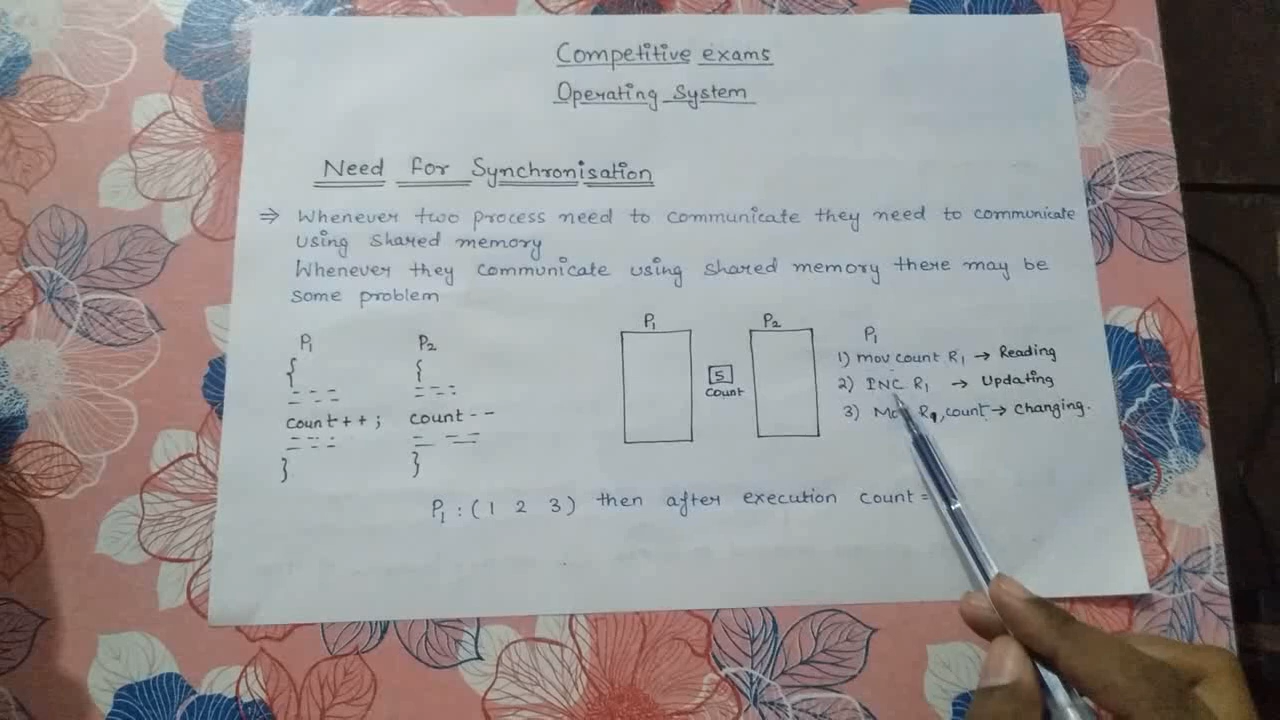 Competitive exams
Operating System
Need for Synchronisation
⇒ Whenever two process need to communicate they need to communicate
using shared memory
Whenever they communicate using shared memory there may be
some problem
P1 P2
{ {
count++; count--
} }
P1 P2
5
count
P1
1) mov count R1 → Reading
2) INC R1 → Updating
3) R1, count → Changing.
P1 : ( 1 2 3 ) then after execution count =